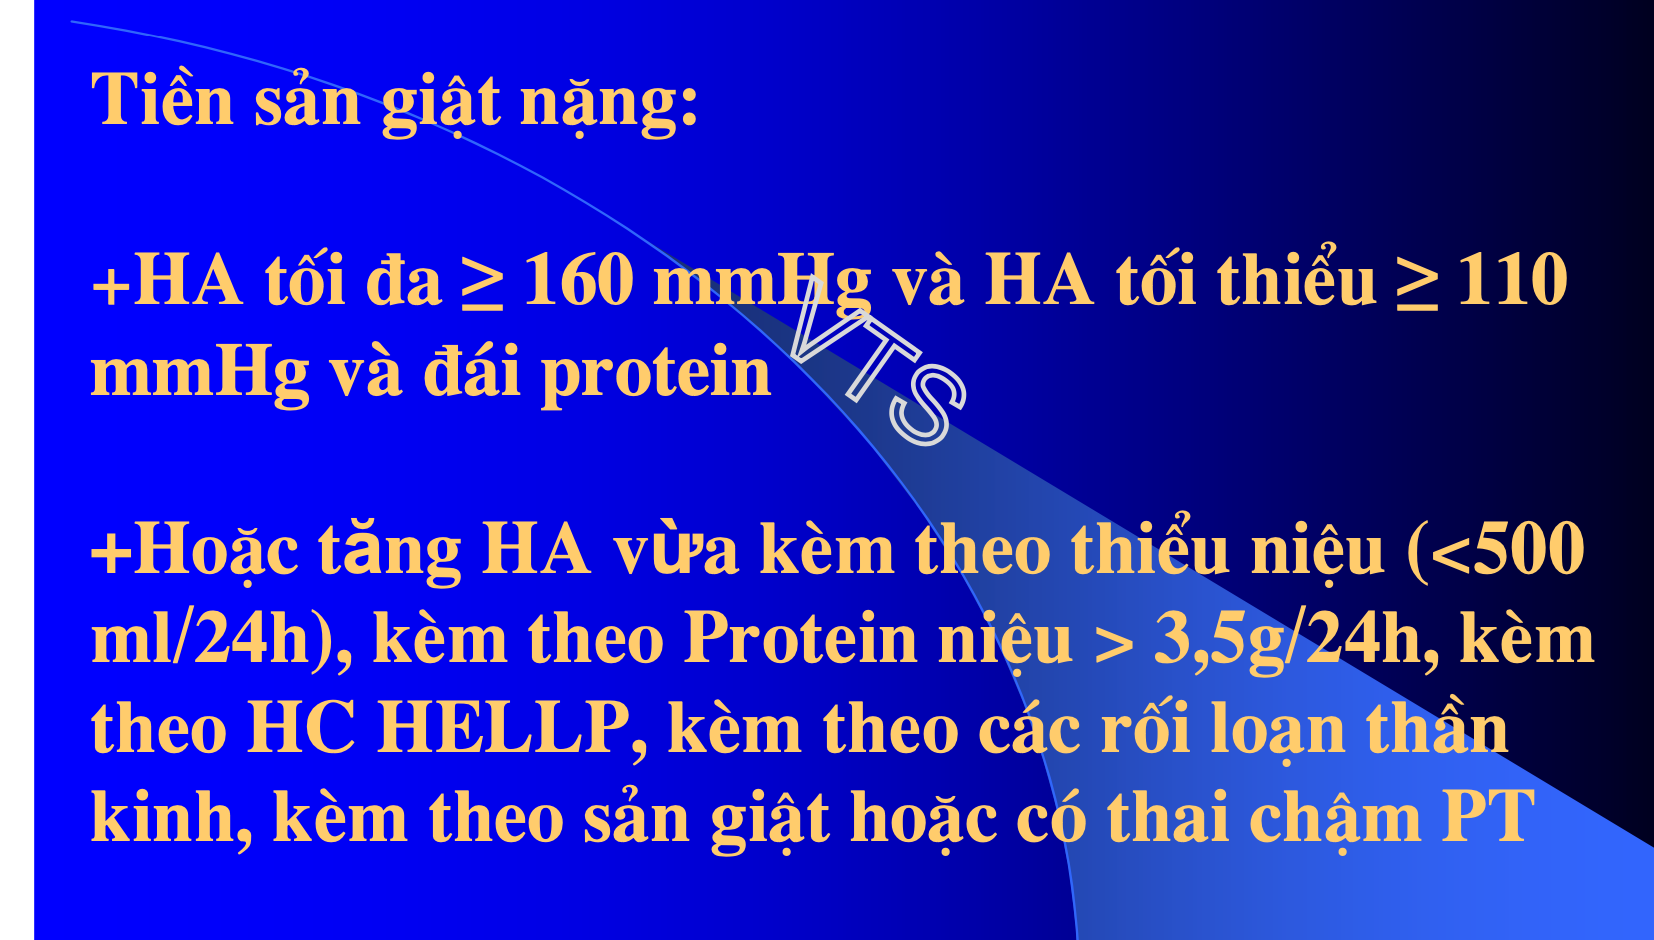 Tiền sản giật nặng:
+HA tối đa ≥ 160 mmHg và HA tối thiểu ≥ 110
mmHg và đái protein
VTS
+Hoặc tăng HA vừa kèm theo thiểu niệu (<500
ml/24h), kèm theo Protein niệu > 3,5g/24h, kèm
theo HC HELLP, kèm theo các rối loạn thần
kinh, kèm theo sản giật hoặc có thai chậm PT